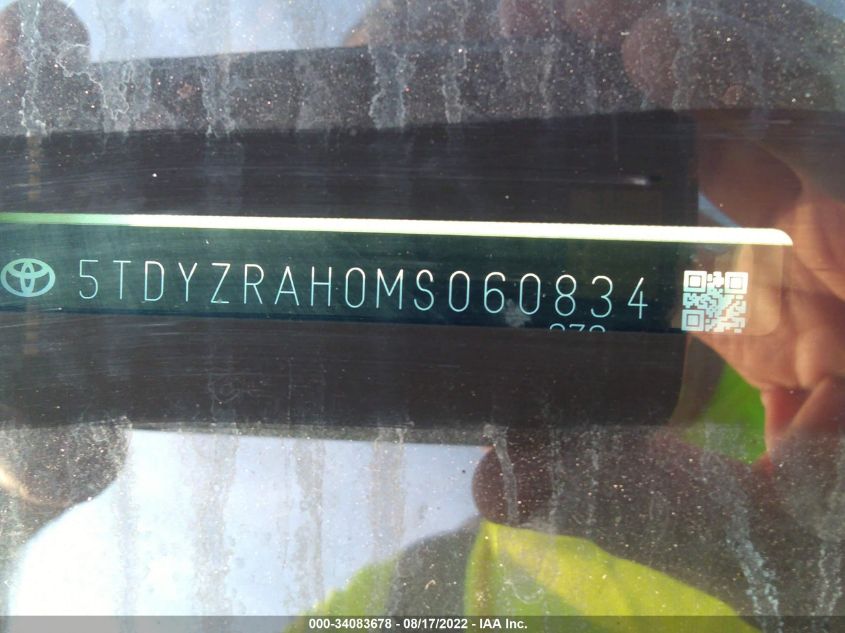 5TDYZRAH0MS060834
000-34083678 - 08/17/2022 - IAA Inc.